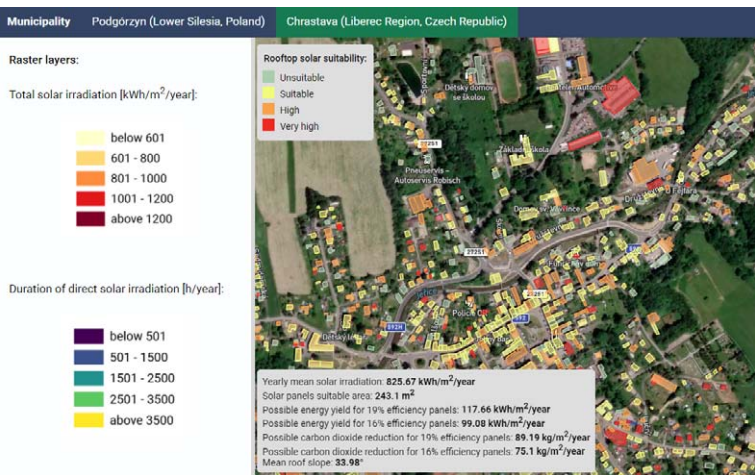 Municipality Podgórzyn (Lower Silesia, Poland) Chrastava (Liberec Region, Czech Republic)
Raster layers:
Total solar irradiation [kWh/m²/year]:
below 601
601 - 800
801 - 1000
1001 - 1200
above 1200
Duration of direct solar irradiation [h/year]:
below 501
501 - 1500
1501 - 2500
2501 - 3500
above 3500
Rooftop solar suitability:
Unsuitable
Suitable
High
Very high
Dětský domov
se školou
27251
Základní škola
Pneuservis -
Autoservis Robisch
27251
Policie
592H
592
Yearly mean solar irradiation: 825.67 kWh/m²/year
Solar panels suitable area: 243.1 m²
Possible energy yield for 19% efficiency panels: 117.66 kWh/m²/year
Possible energy yield for 16% efficiency panels: 99.08 kWh/m²/year
Possible carbon dioxide reduction for 19% efficiency panels: 89.19 kg/m²/year
Possible carbon dioxide reduction for 16% efficiency panels: 75.1 kg/m²/year
Mean roof slope: 33.98°